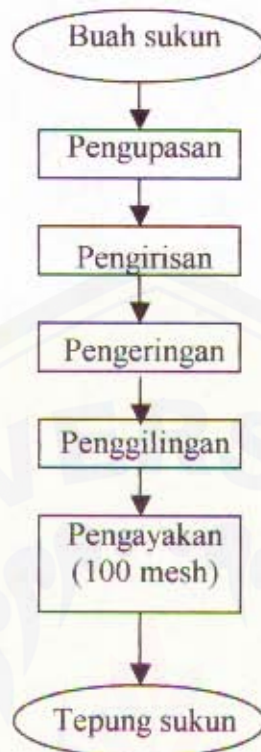 Buah sukun
Pengupasan
Pengirisan
Pengeringan
Penggilingan
Pengayakan
(100 mesh)
Tepung sukun